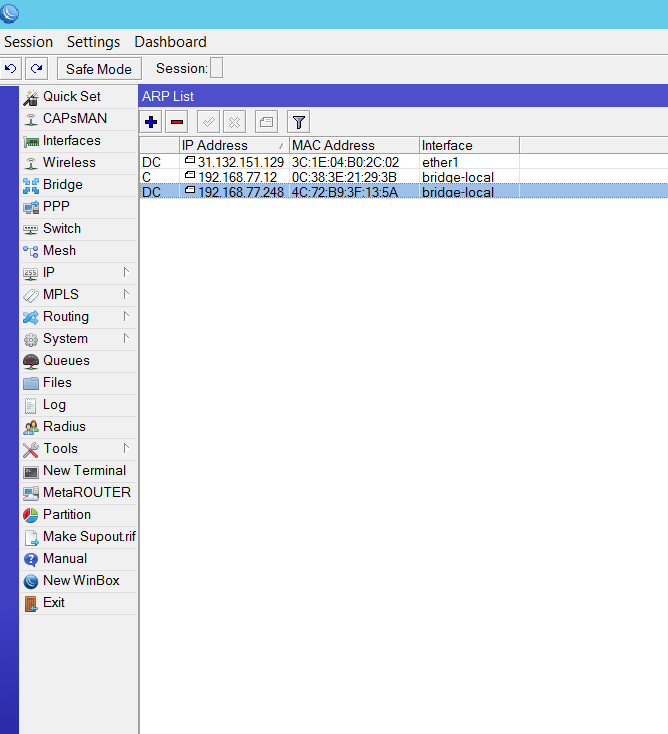 Session Settings Dashboard
Safe Mode Session:
Quick Set
CAPsMAN
Interfaces
Wireless
Bridge
PPP
Switch
Mesh
IP
MPLS
Routing
System
Queues
Files
Log
Radius
Tools
New Terminal
MetaROUTER
Partition
Make Supout.rif
Manual
New WinBox
Exit
ARP List
IP Address MAC Address Interface
DC 31.132.151.129 3C:1E:04:B0:2C:02 ether1
C 192.168.77.12 0C:38:3E:21:29:3B bridge-local
DC 192.168.77.248 4C:72:B9:3F:13:5A bridge-local